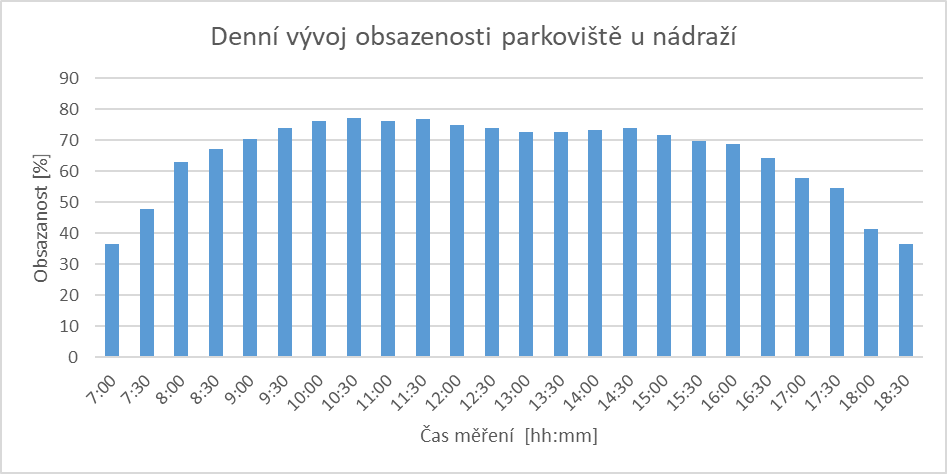 Denní vývoj obsazenosti parkoviště u nádraží
90
80
70
60
50
40
30
20
10
0
Obsazanost [%]
7:00 7:30 8:00 8:30 9:00 9:30 10:00 10:30 11:00 11:30 12:00 12:30 13:00 13:30 14:00 14:30 15:00 15:30 16:00 16:30 17:00 17:30 18:00 18:30
Čas měření [hh:mm]